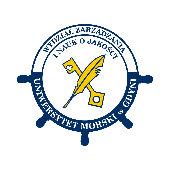 WYDZIAŁ ZARZĄDZANIA
I NAUK O JAKOŚCI
UNIWERSYTET MORSKI w GDYNI